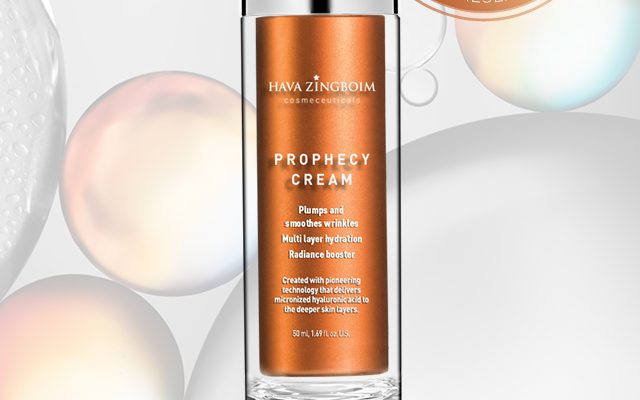 HAVA ZINGBOIM
cosmeceuticals
PROPHECY
CREAM
Plumps and
smoothes wrinkles
Multi layer hydration
Radiance booster
Created with pioneering
technology that delivers
micronized hyaluronic acid to
the deeper skin layers.
50 ml, 1.69 fl. oz. U.S.